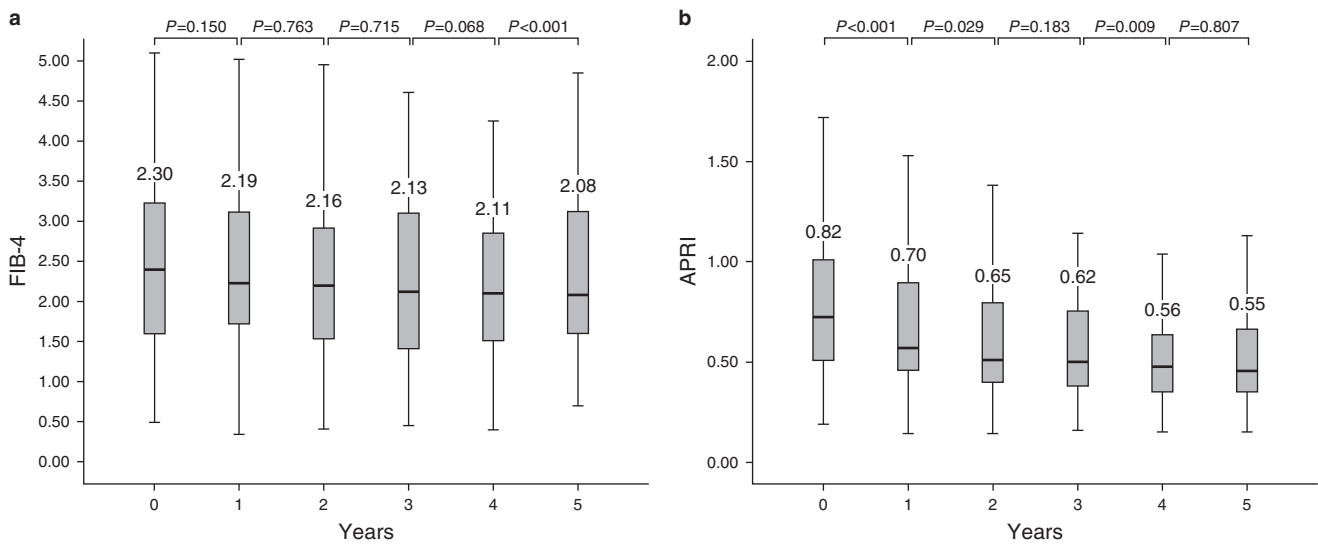 a
P=0.150 P=0.763 P=0.715 P=0.068 P<0.001
5.00
4.50
4.00
3.50
3.00
2.50
2.00
1.50
1.00
0.50
0.00
FIB-4
2.30
2.19
2.16
2.13
2.11
2.08
0 1 2 3 4 5
Years
b
P<0.001 P=0.029 P=0.183 P=0.009 P=0.807
2.00
1.50
1.00
0.50
0.00
APRI
0.82
0.70
0.65
0.62
0.56
0.55
0 1 2 3 4 5
Years